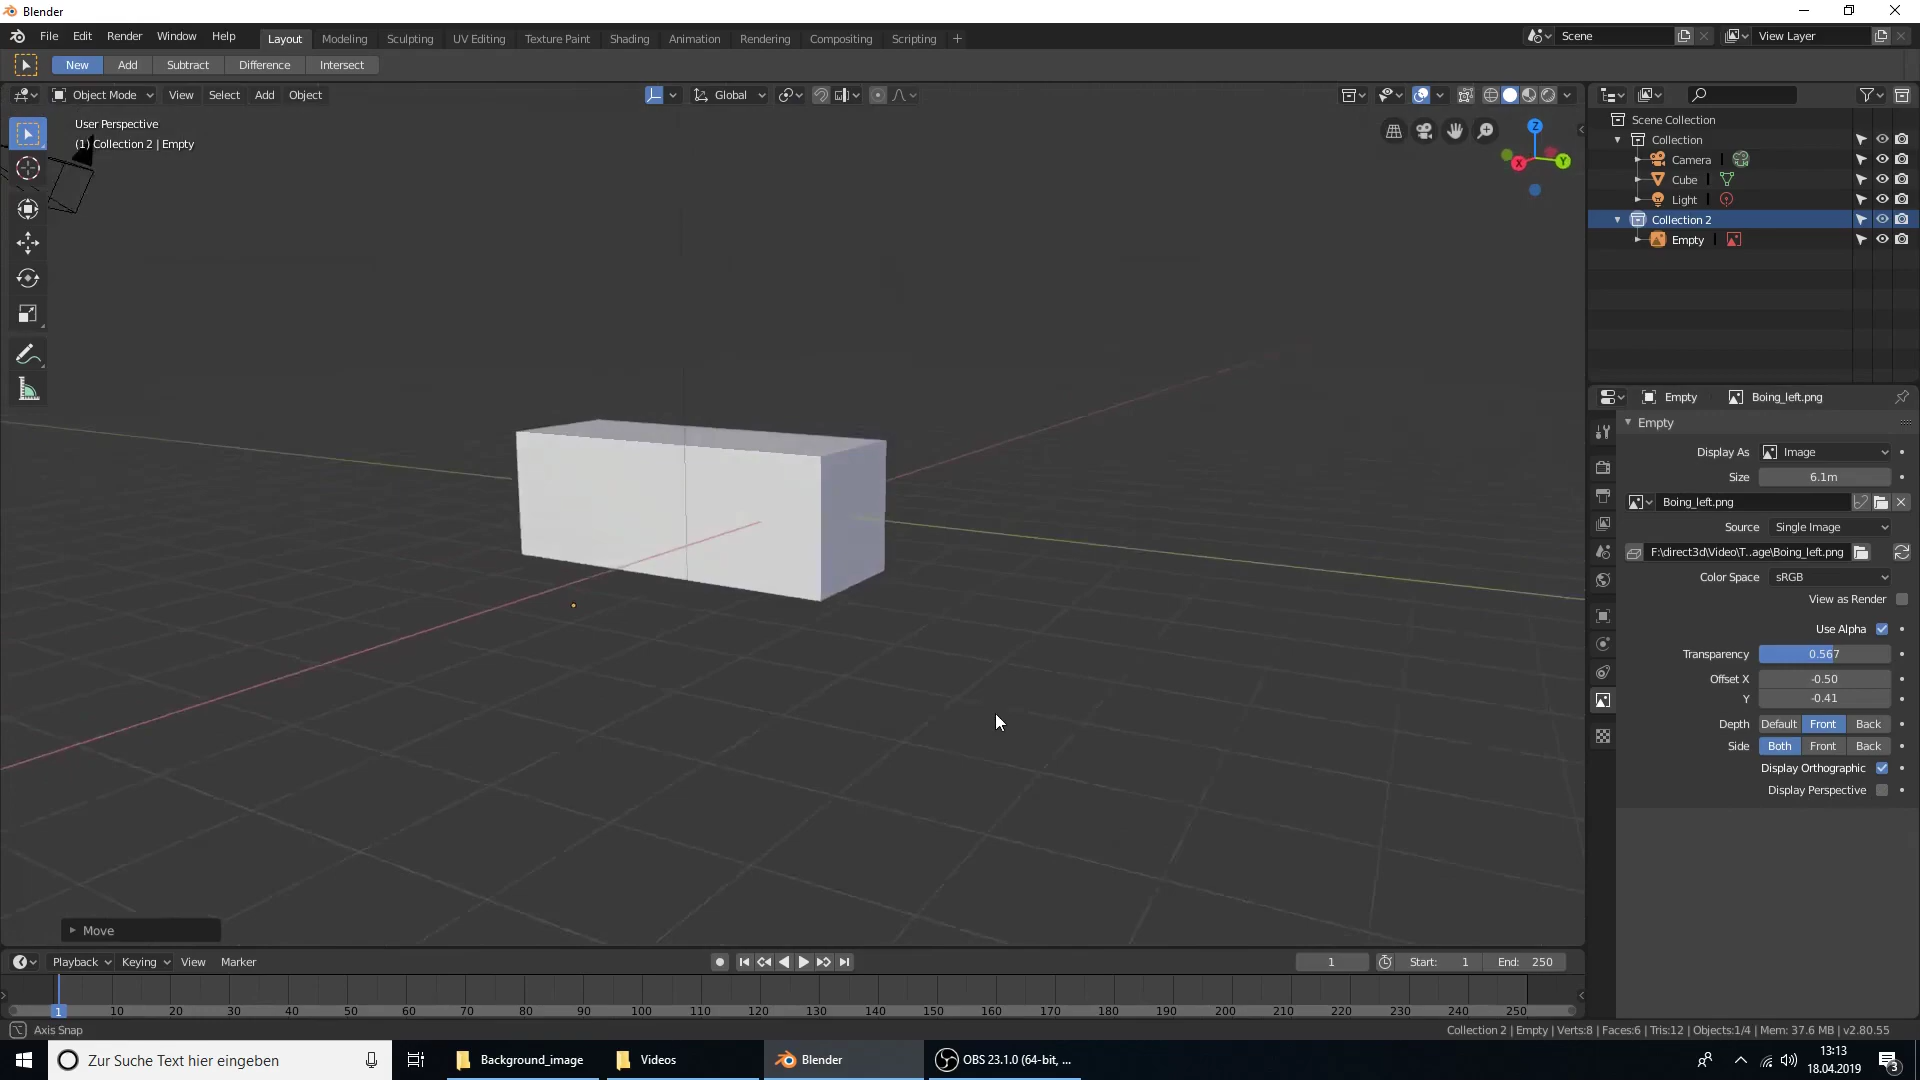 Blender
File Edit Render Window Help Layout Modeling Sculpting UV Editing Texture Paint Shading Animation Rendering Compositing Scripting + Scene View Layer
New Add Subtract Difference Intersect
Object Mode View Select Add Object Global
User Perspective
(1) Collection 2 | Empty
Z
X Y
Scene Collection
Collection
Camera
Cube
Light
Collection 2
Empty
Empty Boing_left.png
Empty
Display As Image
Size 6.1m
Boing_left.png
Source Single Image
F:\direct3d\Video\T..age\Boing_left.png
Color Space sRGB
View as Render
Use Alpha
Transparency 0.567
Offset X -0.50
Y -0.41
Depth Default Front Back
Side Both Front Back
Display Orthographic
Display Perspective
Move
Playback Keying View Marker 1 Start: 1 End: 250
1 10 20 30 40 50 60 70 80 90 100 110 120 130 140 150 160 170 180 190 200 210 220 230 240 250
Axis Snap Collection 2 | Empty | Verts:8 | Faces:6 | Tris:12 | Objects:1/4 | Mem: 37.6 MB | v2.80.55
Zur Suche Text hier eingeben Background_image Videos Blender OBS 23.1.0 (64-bit, ... 13:13
18.04.2019 3